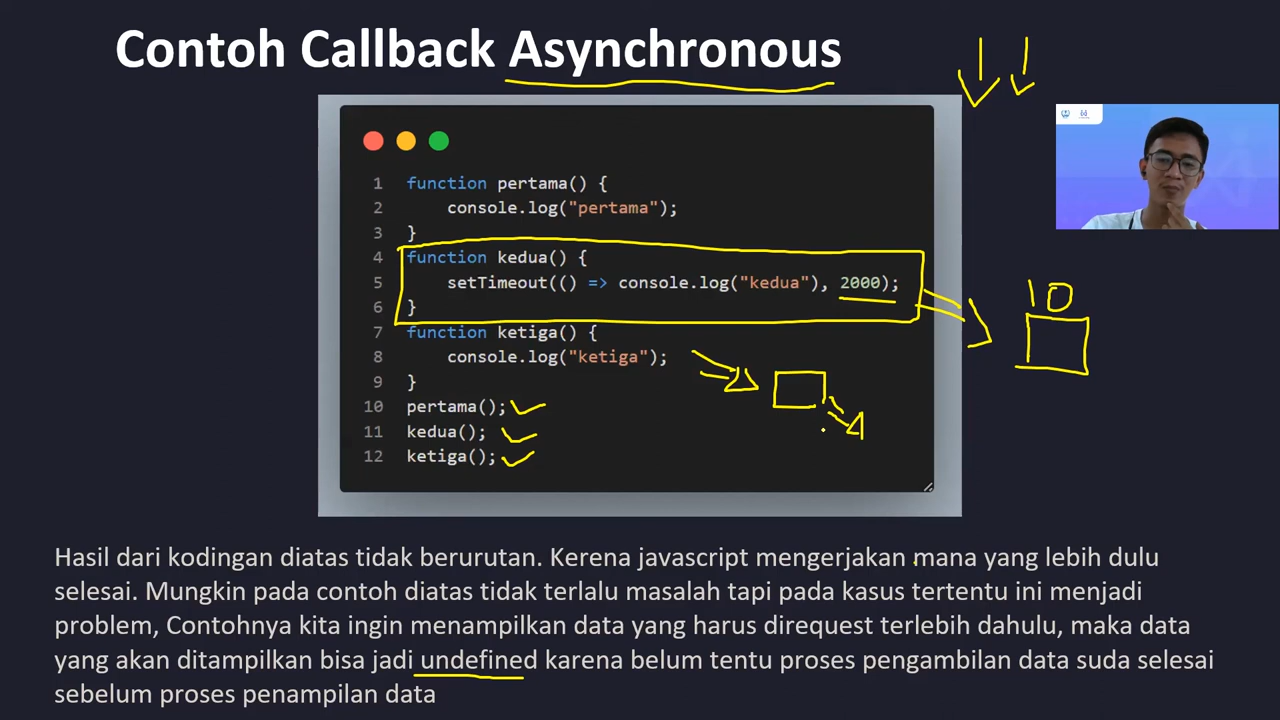 Contoh Callback Asynchronous
1 function pertama() {
2 console.log("pertama");
3 }
4 function kedua() {
5 setTimeout(() => console.log("kedua"), 2000);
6 }
7 function ketiga() {
8 console.log("ketiga");
9 }
10 pertama();
11 kedua();
12 ketiga();
10
Hasil dari kodingan diatas tidak berurutan. Kerena javascript mengerjakan mana yang lebih dulu
selesai. Mungkin pada contoh diatas tidak terlalu masalah tapi pada kasus tertentu ini menjadi
problem, Contohnya kita ingin menampilkan data yang harus direquest terlebih dahulu, maka data
yang akan ditampilkan bisa jadi undefined karena belum tentu proses pengambilan data suda selesai
sebelum proses penampilan data